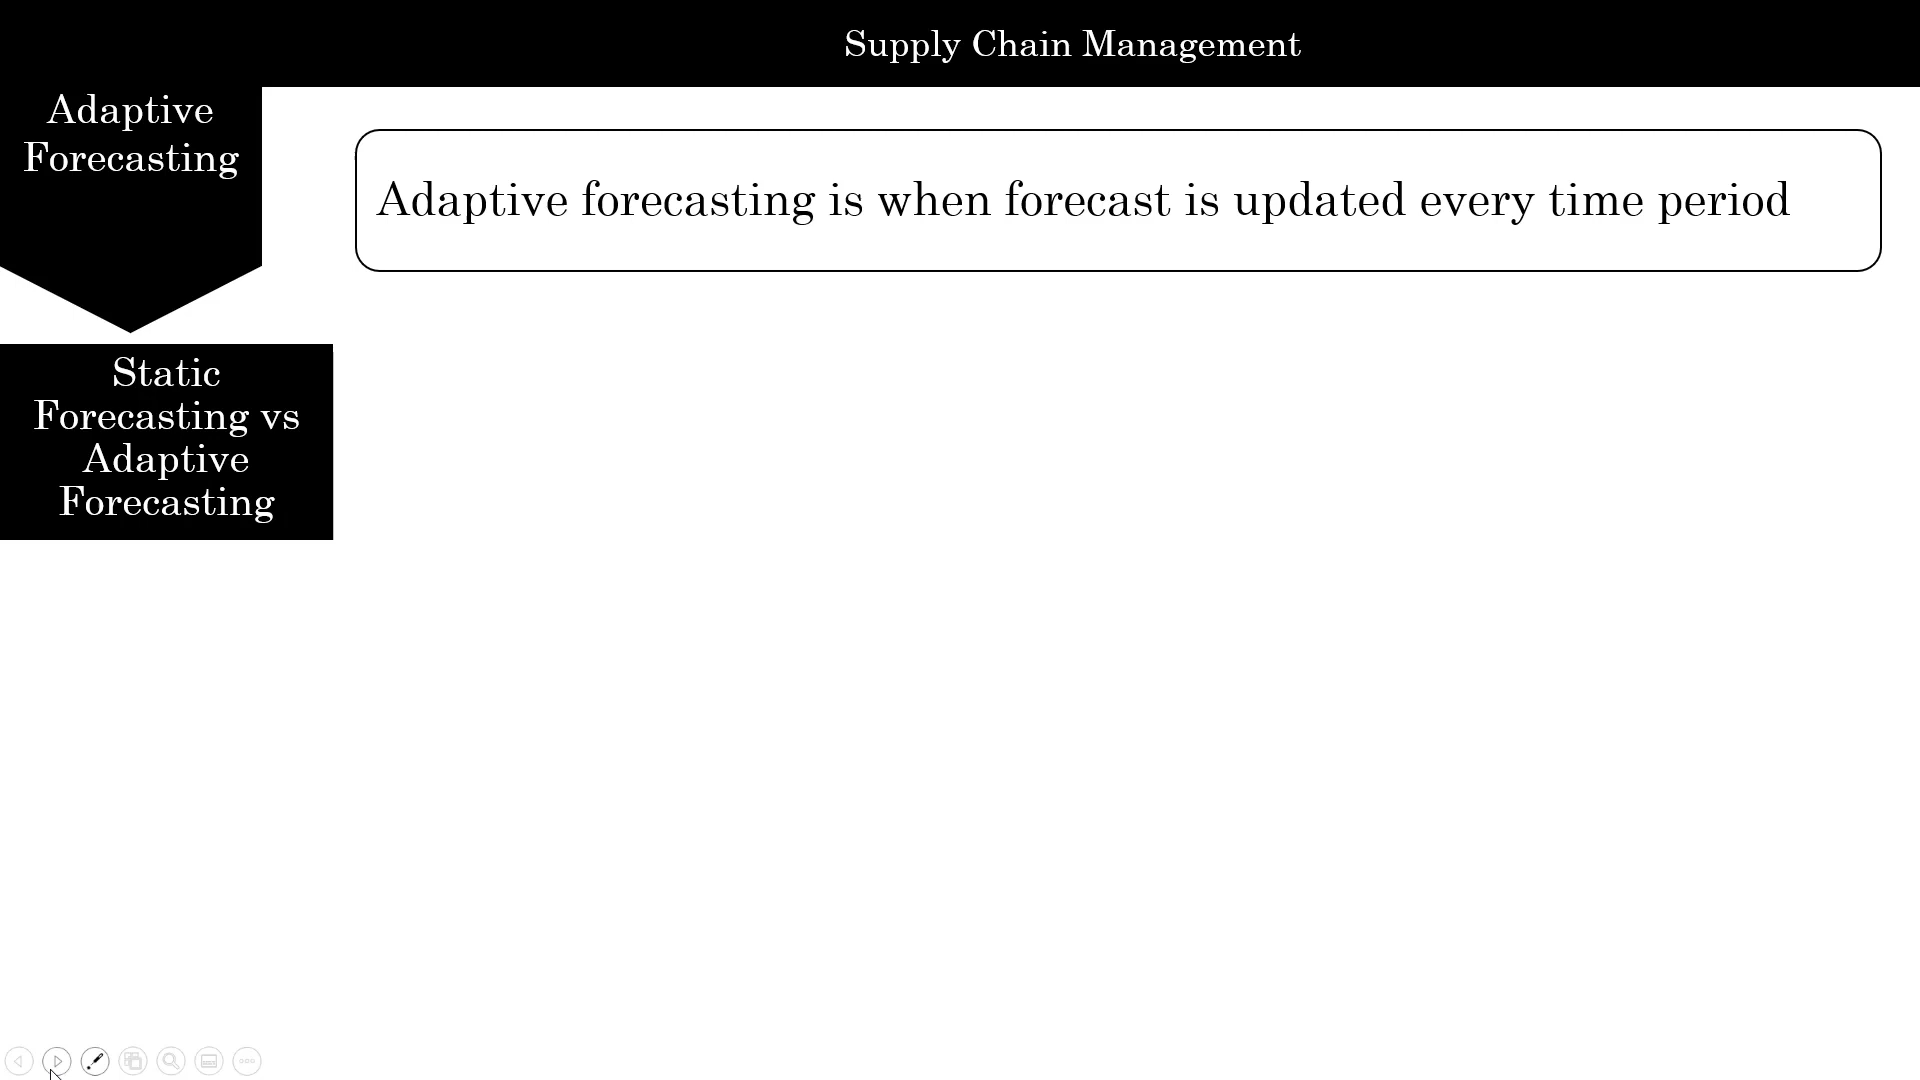 Supply Chain Management
Adaptive
Forecasting
Adaptive forecasting is when forecast is updated every time period
Static
Forecasting vs
Adaptive
Forecasting